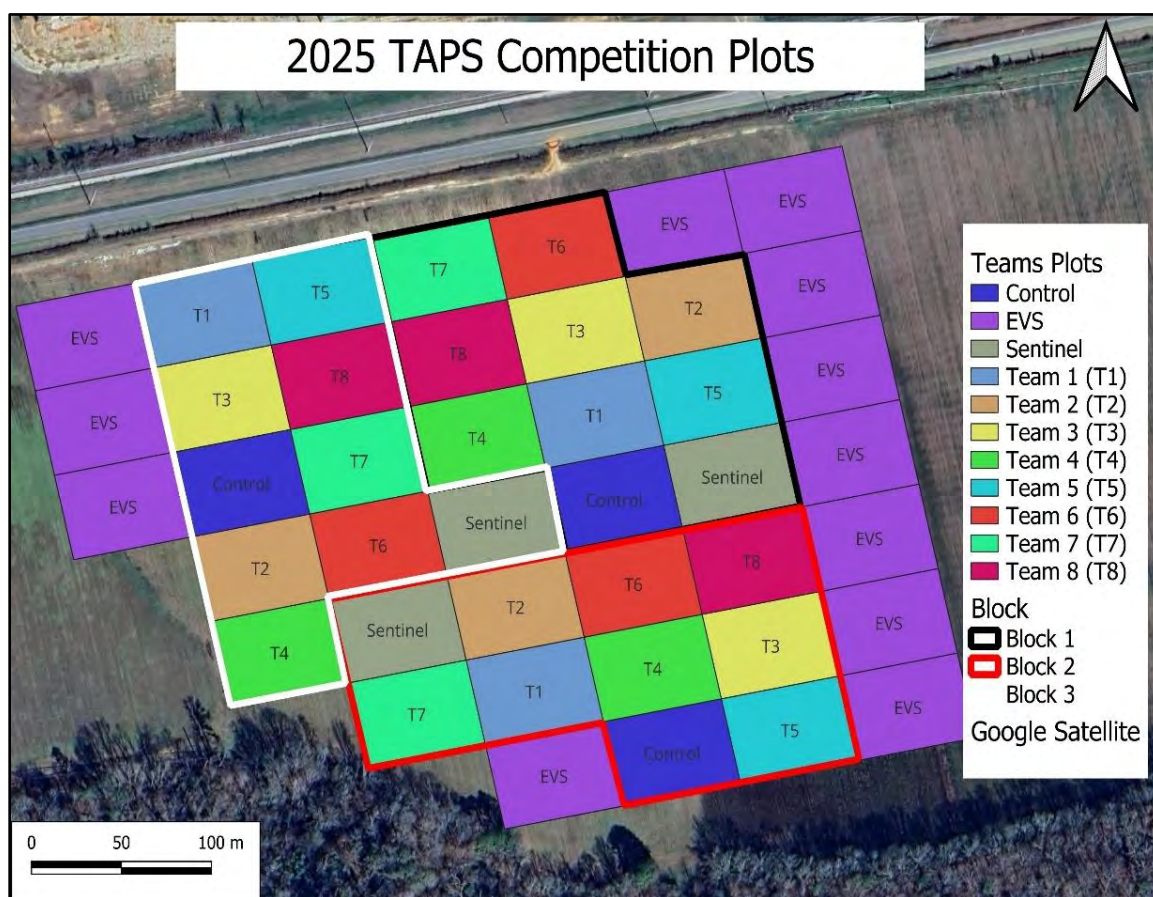 2025 TAPS Competition Plots
EVS T1 T5 T7 T6 EVS EVS
EVS T3 T8 T8 T3 T2 EVS
EVS Control T7 T4 T1 T5 EVS
T2 T6 Sentinel Control Sentinel EVS
T4 Sentinel T2 T6 T8 EVS
T7 T1 T4 T3 EVS
EVS Control T5 EVS
Teams Plots
Control
EVS
Sentinel
Team 1 (T1)
Team 2 (T2)
Team 3 (T3)
Team 4 (T4)
Team 5 (T5)
Team 6 (T6)
Team 7 (T7)
Team 8 (T8)
Block
Block 1
Block 2
Block 3
Google Satellite
0 50 100 m